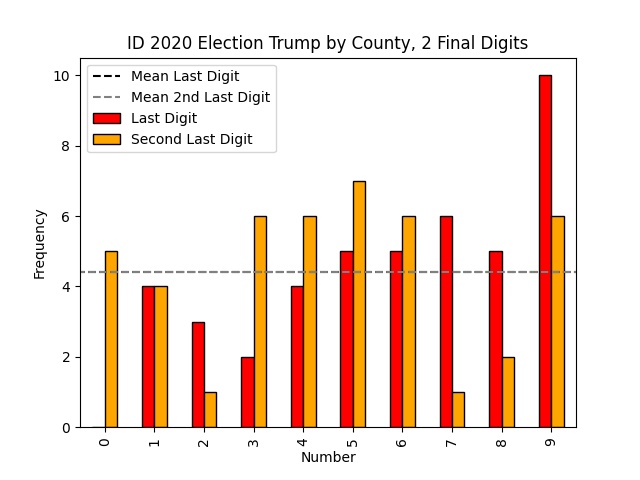 ID 2020 Election Trump by County, 2 Final Digits
Mean Last Digit
Mean 2nd Last Digit
Last Digit
Second Last Digit
Frequency
10
8
6
4
2
0
0 1 2 3 4 5 6 7 8 9
Number